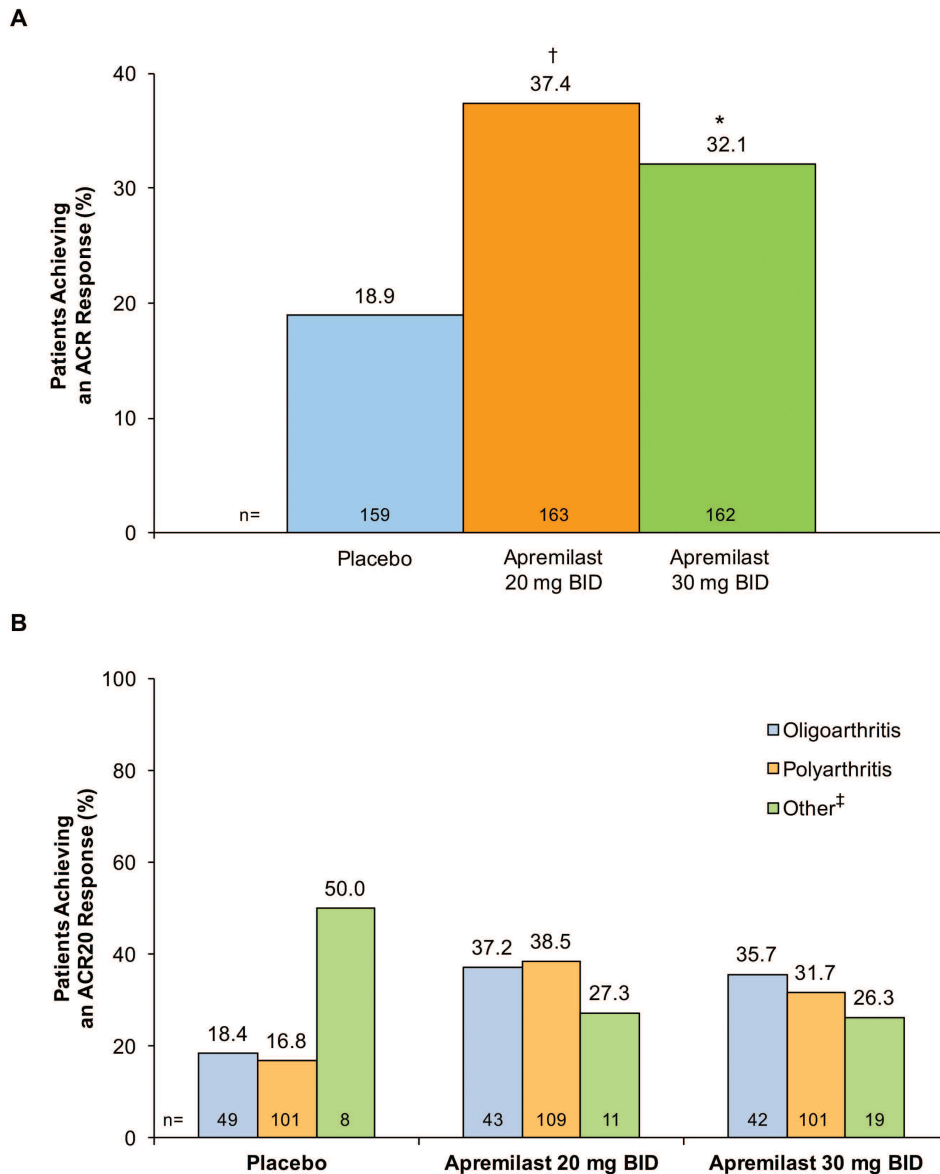 A
Patients Achieving
an ACR Response (%)
40
30
20
10
0
†
37.4
*
32.1
18.9
n=
159
163
162
Placebo
Apremilast
20 mg BID
Apremilast
30 mg BID
B
Patients Achieving
an ACR20 Response (%)
100
80
60
40
20
0
Oligoarthritis
Polyarthritis
Other‡
18.4
16.8
50.0
37.2
38.5
27.3
35.7
31.7
26.3
n=
49
101
8
43
109
11
42
101
19
Placebo
Apremilast 20 mg BID
Apremilast 30 mg BID